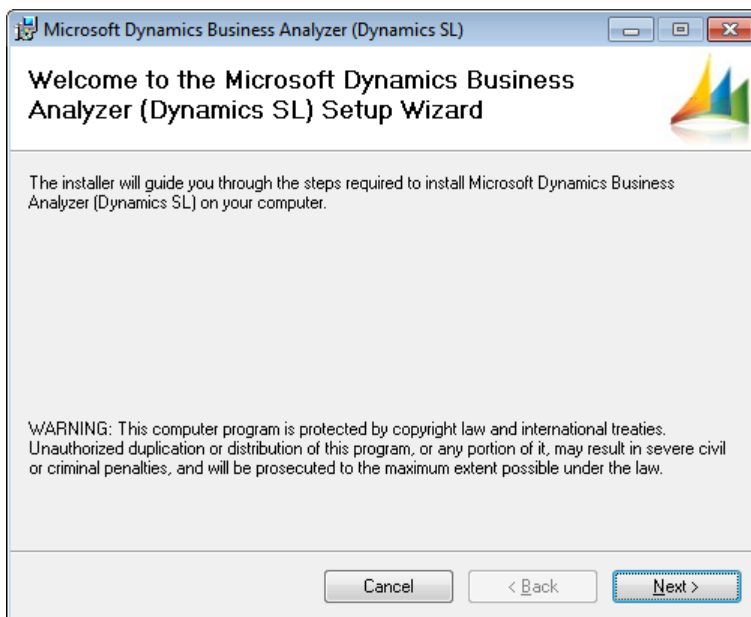 Microsoft Dynamics Business Analyzer (Dynamics SL)
Welcome to the Microsoft Dynamics Business
Analyzer (Dynamics SL) Setup Wizard
The installer will guide you through the steps required to install Microsoft Dynamics Business
Analyzer (Dynamics SL) on your computer.
WARNING: This computer program is protected by copyright law and international treaties.
Unauthorized duplication or distribution of this program, or any portion of it, may result in severe civil
or criminal penalties, and will be prosecuted to the maximum extent possible under the law.
Cancel < Back Next >